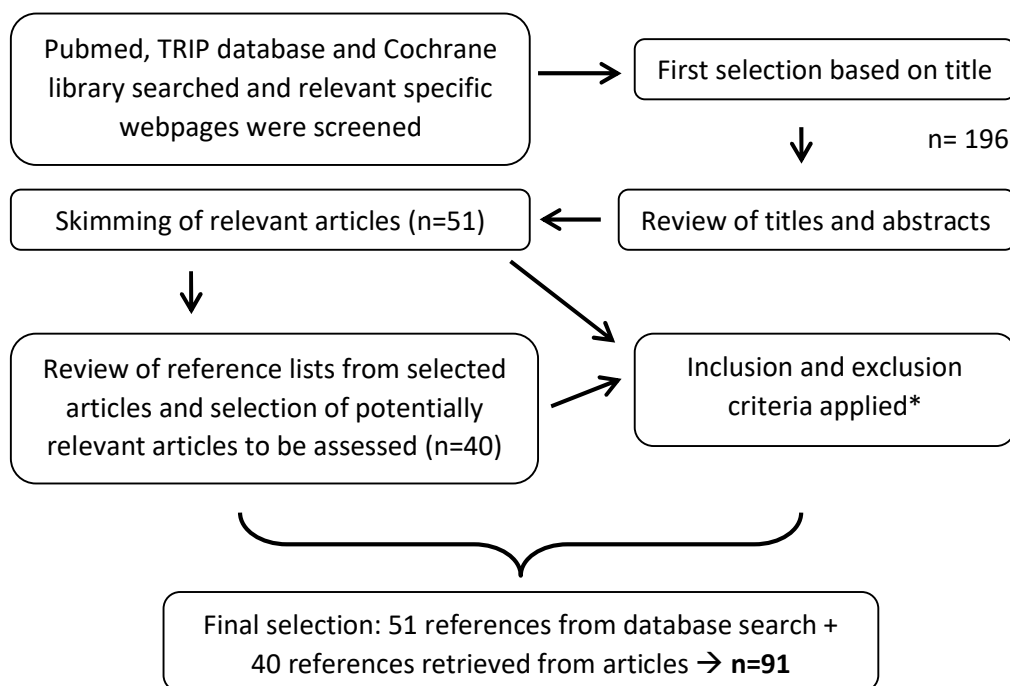 Pubmed, TRIP database and Cochrane
library searched and relevant specific
webpages were screened
First selection based on title
n= 196
Review of titles and abstracts
Skimming of relevant articles (n=51)
Review of reference lists from selected
articles and selection of potentially
relevant articles to be assessed (n=40)
Inclusion and exclusion
criteria applied*
Final selection: 51 references from database search +
40 references retrieved from articles → n=91